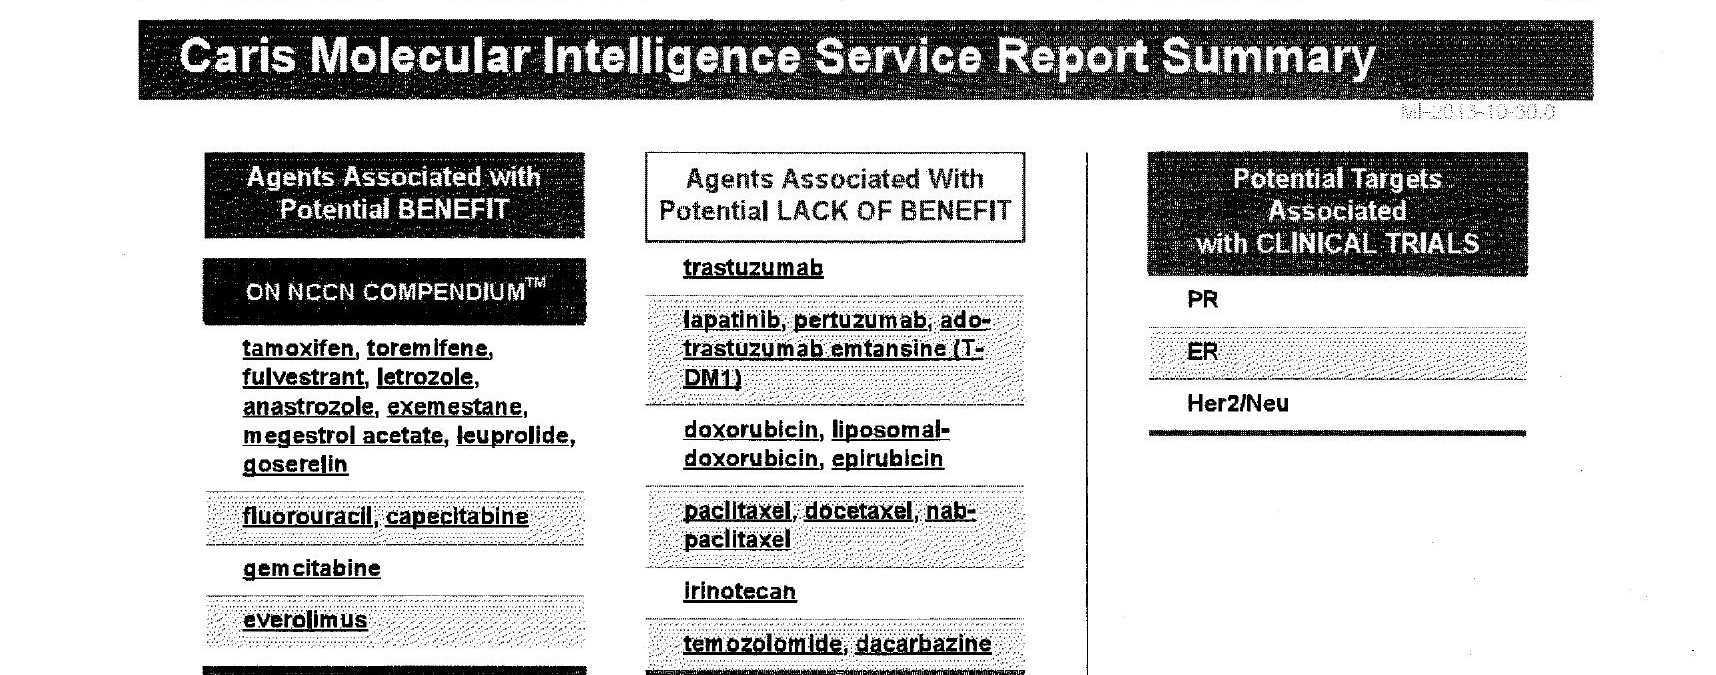 Caris Molecular Intelligence Service Report Summary
MI-2013-10-30.0
Agents Associated with
Potential BENEFIT
ON NCCN COMPENDIUM™
tamoxifen, toremifene,
fulvestrant, letrozole,
anastrozole, exemestane,
megestrol acetate, leuprolide,
goserelin
fluorouracil, capecitabine
gemcitabine
everolimus
Agents Associated With
Potential LACK OF BENEFIT
trastuzumab
lapatinib, pertuzumab, ado-
trastuzumab emtansine (T-
DM1)
doxorubicin, liposomal-
doxorubicin, epirubicin
paclitaxel, docetaxel, nab-
paclitaxel
irinotecan
temozolomide, dacarbazine
Potential Targets
Associated
with CLINICAL TRIALS
PR
ER
Her2/Neu